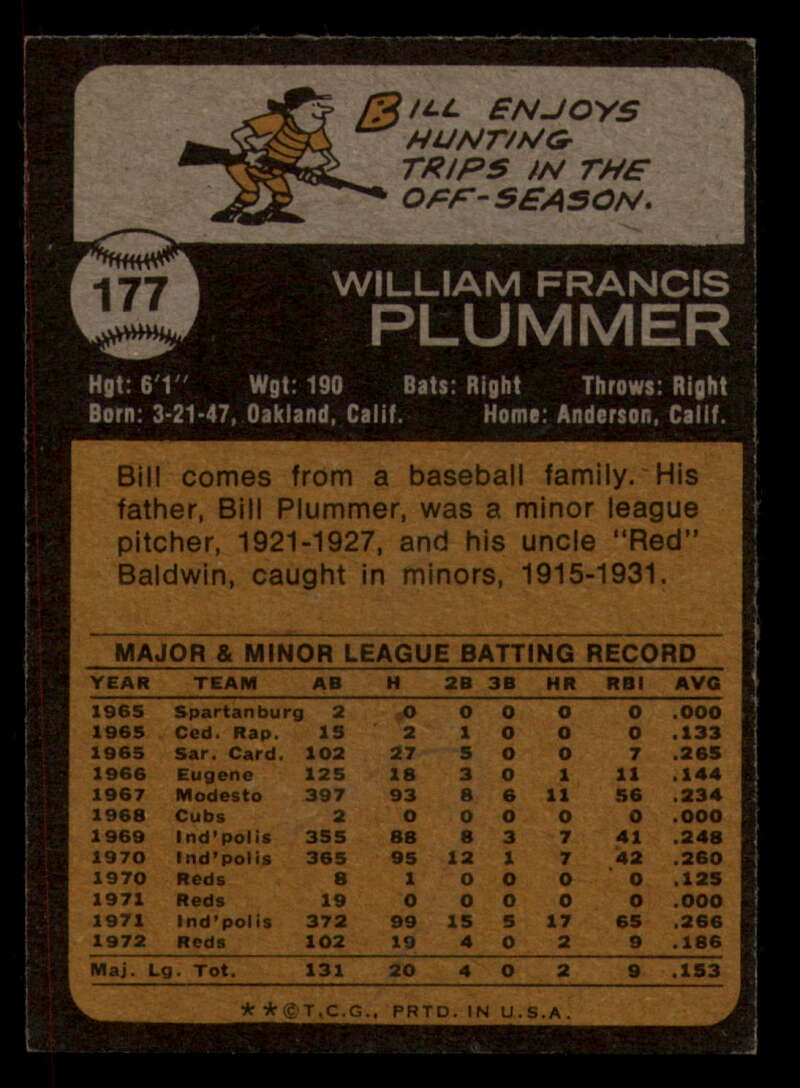 BILL ENJOYS
HUNTING
TRIPS IN THE
OFF-SEASON.
177
WILLIAM FRANCIS
PLUMMER
Hgt: 6'1" Wgt: 190 Bats: Right Throws: Right
Born: 3-21-47, Oakland, Calif. Home: Anderson, Calif.
Bill comes from a baseball family. His
father, Bill Plummer, was a minor league
pitcher, 1921-1927, and his uncle "Red"
Baldwin, caught in minors, 1915-1931.
MAJOR & MINOR LEAGUE BATTING RECORD
YEAR TEAM AB H 2B 3B HR RBI AVG
1965 Spartanburg 2 0 0 0 0 0 .000
1965 Ced. Rap. 15 2 1 0 0 0 .133
1965 Sar. Card. 102 27 5 0 0 7 .265
1966 Eugene 125 18 3 0 1 11 .144
1967 Modesto 397 93 8 6 11 56 .234
1968 Cubs 2 0 0 0 0 0 .000
1969 Ind'polis 355 88 8 3 7 41 .248
1970 Ind'polis 365 95 12 1 7 42 .260
1970 Reds 8 1 0 0 0 0 .125
1971 Reds 19 0 0 0 0 0 .000
1971 Ind'polis 372 99 15 5 17 65 .266
1972 Reds 102 19 4 0 2 9 .186
Maj. Lg. Tot. 131 20 4 0 2 9 .153
**©T.C.G., PRTD. IN U.S.A.